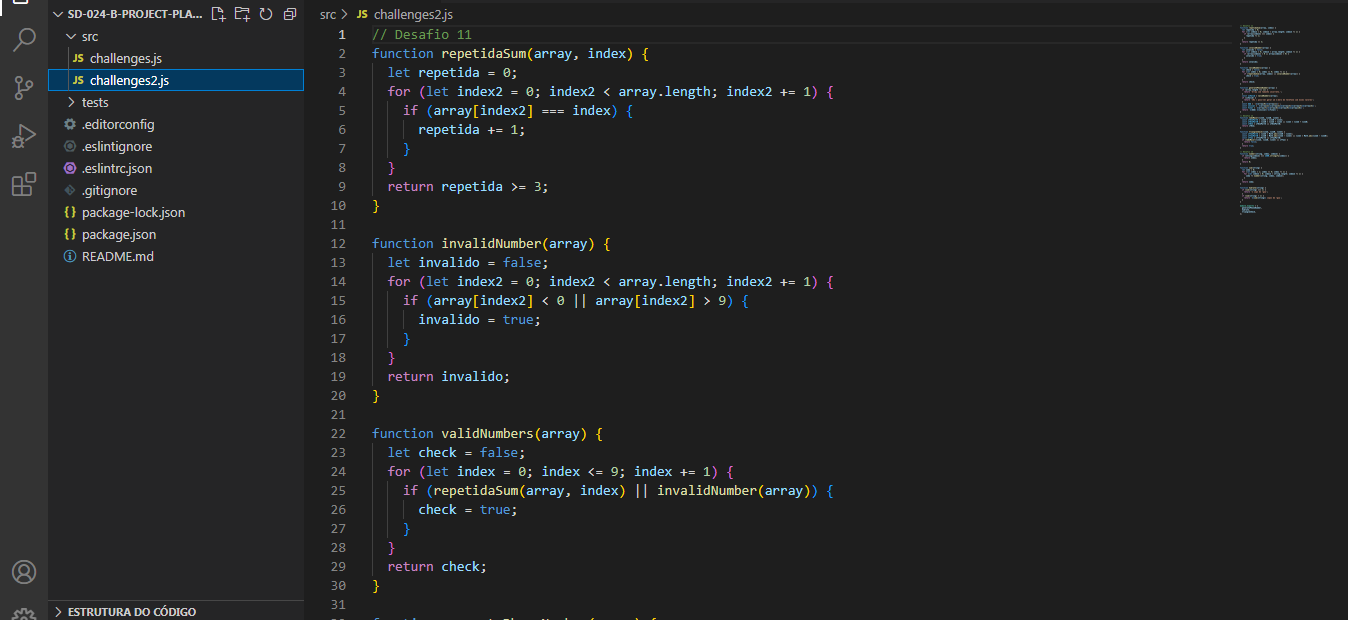 SD-024-B-PROJECT-PLA...
src
JS challenges.js
JS challenges2.js
tests
.editorconfig
.eslintignore
.eslintrc.json
.gitignore
{} package-lock.json
{} package.json
README.md
ESTRUTURA DO CÓDIGO
src > JS challenges2.js
1 // Desafio 11
2 function repetidaSum(array, index) {
3 let repetida = 0;
4 for (let index2 = 0; index2 < array.length; index2 += 1) {
5 if (array[index2] === index) {
6 repetida += 1;
7 }
8 }
9 return repetida >= 3;
10 }
11
12 function invalidNumber(array) {
13 let invalido = false;
14 for (let index2 = 0; index2 < array.length; index2 += 1) {
15 if (array[index2] < 0 || array[index2] > 9) {
16 invalido = true;
17 }
18 }
19 return invalido;
20 }
21
22 function validNumbers(array) {
23 let check = false;
24 for (let index = 0; index <= 9; index += 1) {
25 if (repetidaSum(array, index) || invalidNumber(array)) {
26 check = true;
27 }
28 }
29 return check;
30 }
31